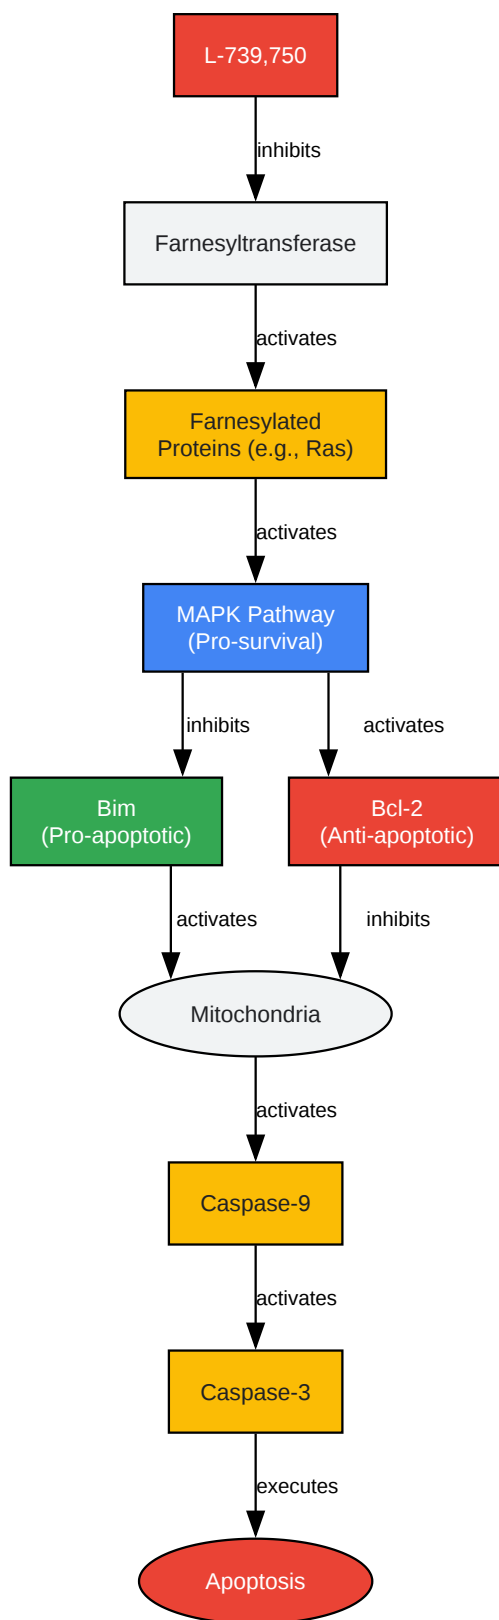 L-739,750
inhibits
Farnesyltransferase
activates
Farnesylated
Proteins (e.g., Ras)
activates
MAPK Pathway
(Pro-survival)
inhibits
activates
Bim
(Pro-apoptotic)
Bcl-2
(Anti-apoptotic)
activates
inhibits
Mitochondria
activates
Caspase-9
activates
Caspase-3
executes
Apoptosis